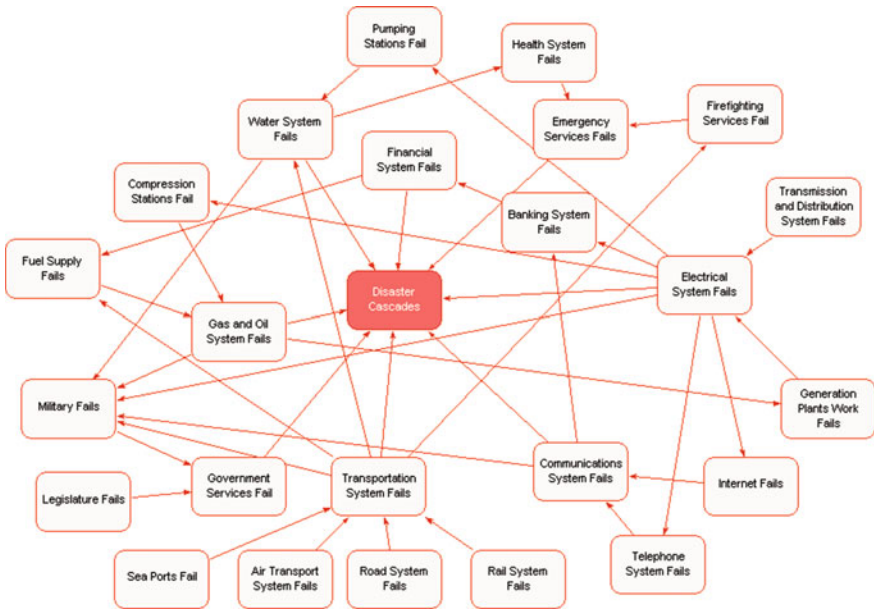 Pumping
Stations Fail
Health System
Fails
Water System
Fails
Emergency
Services Fails
Firefighting
Services Fail
Financial
System Fails
Compression
Stations Fail
Banking System
Fails
Transmission
and Distribution
System Fails
Fuel Supply
Fails
Electrical
System Fails
Disaster
Cascades
Gas and Oil
System Fails
Military Fails
Generation
Plants Work
Fails
Legislature Fails
Government
Services Fail
Transportation
System Fails
Communications
System Fails
Internet Fails
Sea Ports Fail
Air Transport
System Fails
Road System
Fails
Rail System
Fails
Telephone
System Fails